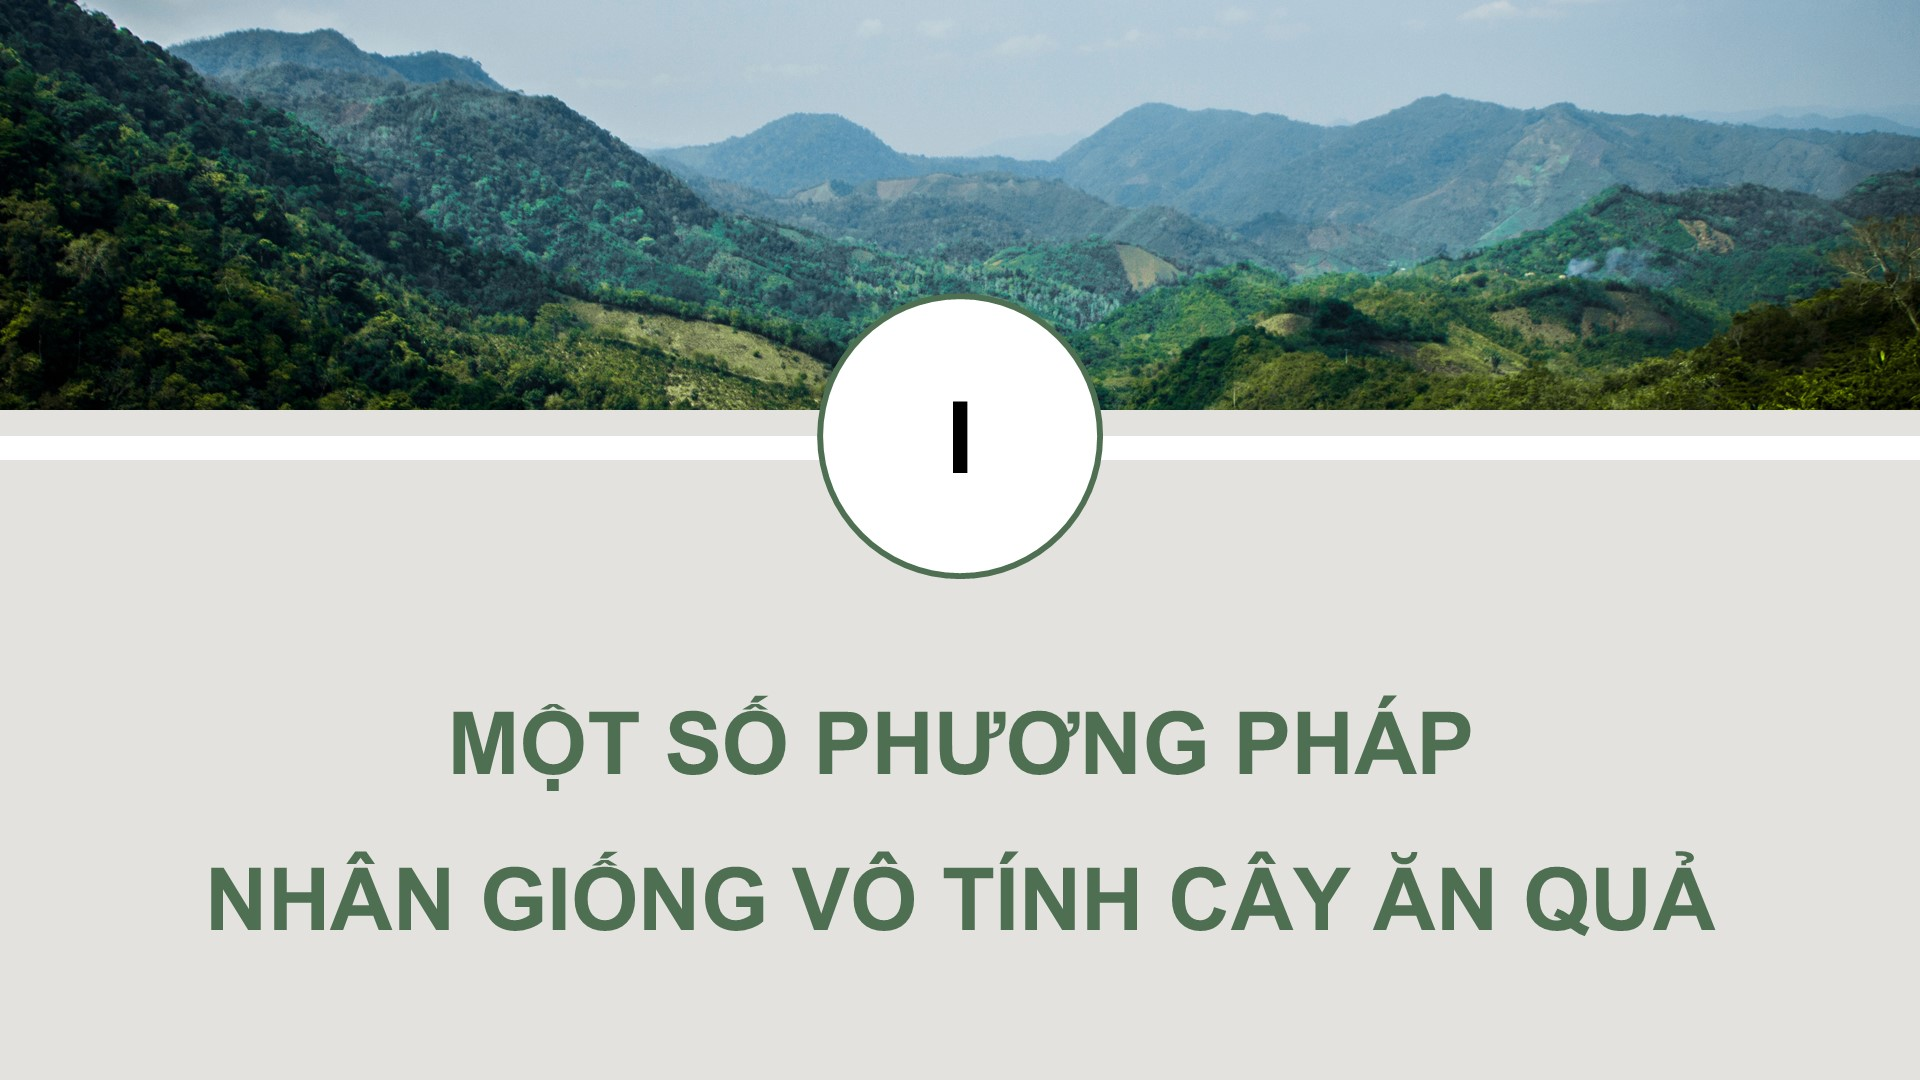 I
MỘT SỐ PHƯƠNG PHÁP
NHÂN GIỐNG VÔ TÍNH CÂY ĂN QUẢ